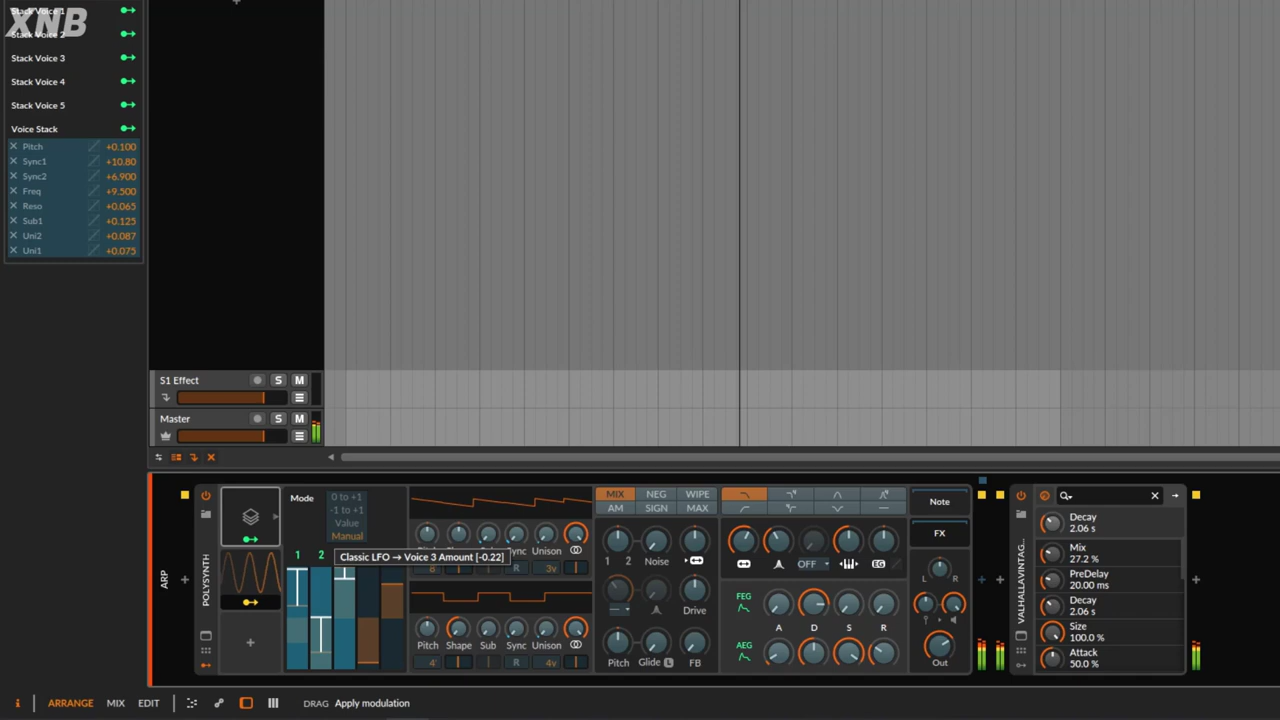 XNB
Stack Voice 1
Stack Voice 2
Stack Voice 3
Stack Voice 4
Stack Voice 5
Voice Stack
Pitch +0.100
Sync1 +10.80
Sync2 +6.900
Freq +9.500
Reso +0.065
Sub1 +0.125
Uni2 +0.087
Uni1 +0.075
S1 Effect S M
Master S M
ARP
POLYSYNTH
Mode
0 to +1
-1 to +1
Value
Manual
1 2
Classic LFO → Voice 3 Amount [-0.22]
Sync Unison
8' R 3v
Pitch Shape Sub Sync Unison
4' R 4v
MIX NEG WIPE
AM SIGN MAX
1 2 Noise
Drive
Pitch Glide L FB
OFF EG
FEG
A D S R
AEG
Note
FX
L R
Out
VALHALLAVINTAG...
Decay
2.06 s
Mix
27.2 %
PreDelay
20.00 ms
Decay
2.06 s
Size
100.0 %
Attack
50.0 %
i ARRANGE MIX EDIT DRAG Apply modulation